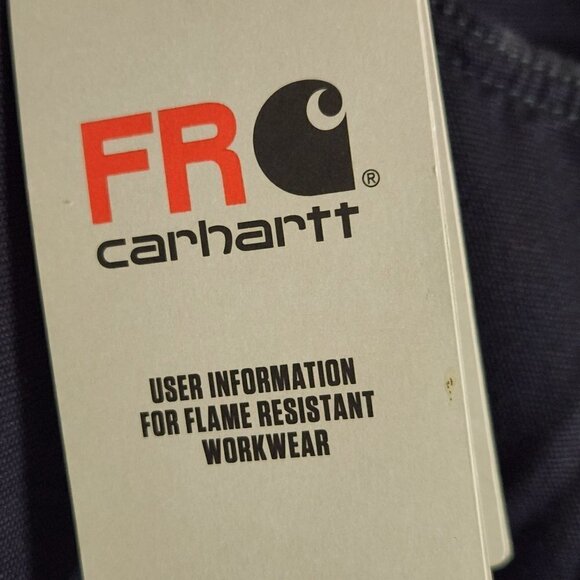 FR
®
carhartt
USER INFORMATION
FOR FLAME RESISTANT
WORKWEAR